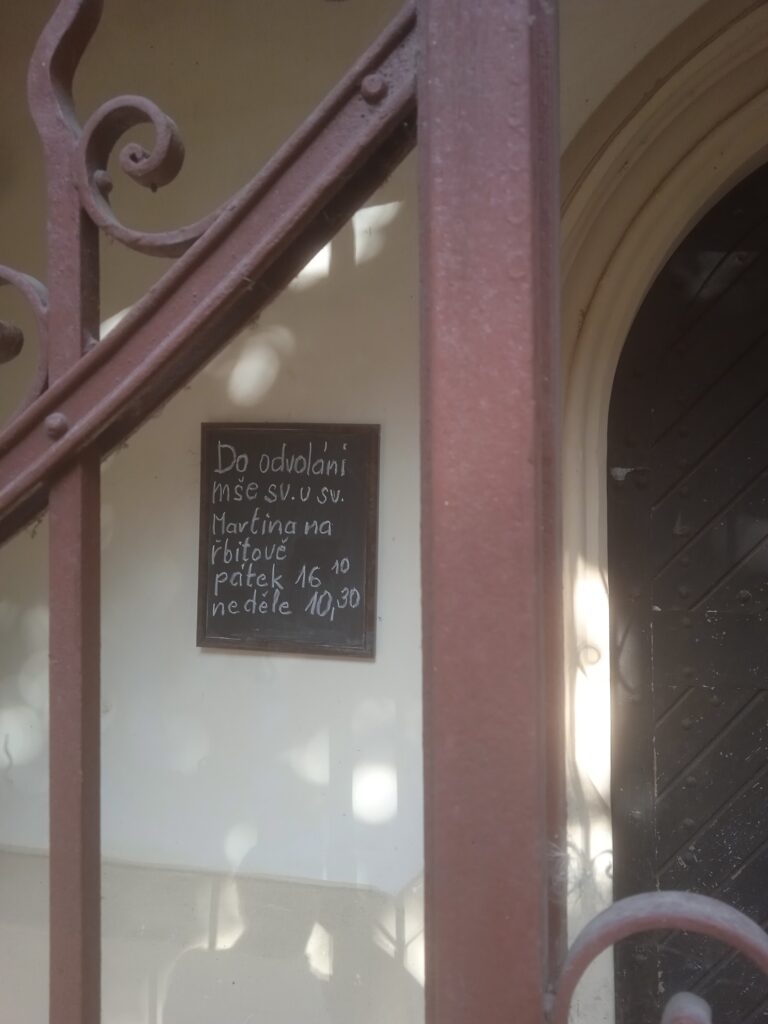 Do odvolání
mše sv. u sv.
Martina na
řbitově
pátek 16 10
neděle 10,30